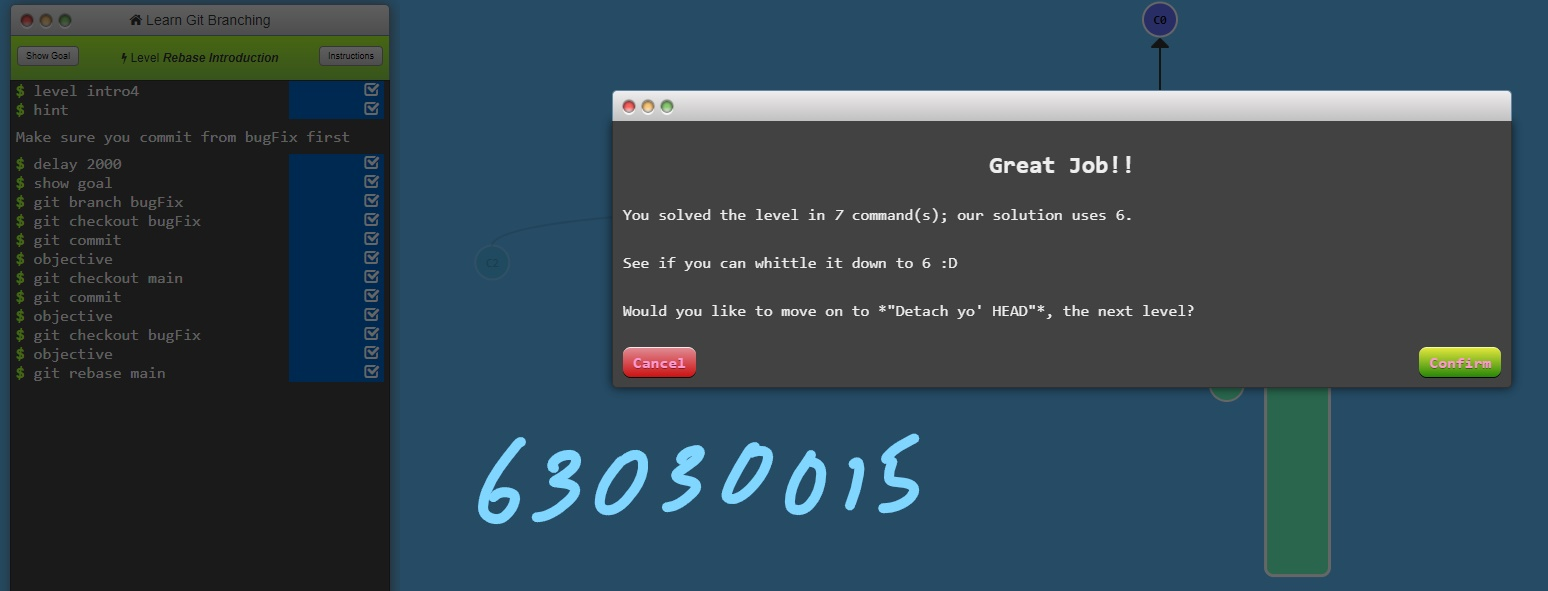 Learn Git Branching
Show Goal
Level Rebase Introduction
Instructions
$ level intro4
$ hint
Make sure you commit from bugFix first
$ delay 2000
$ show goal
$ git branch bugFix
$ git checkout bugFix
$ git commit
$ objective
$ git checkout main
$ git commit
$ objective
$ git checkout bugFix
$ objective
$ git rebase main
C0
C2
Great Job!!
You solved the level in 7 command(s); our solution uses 6.
See if you can whittle it down to 6 :D
Would you like to move on to *"Detach yo' HEAD"*, the next level?
Cancel
Confirm
63030015